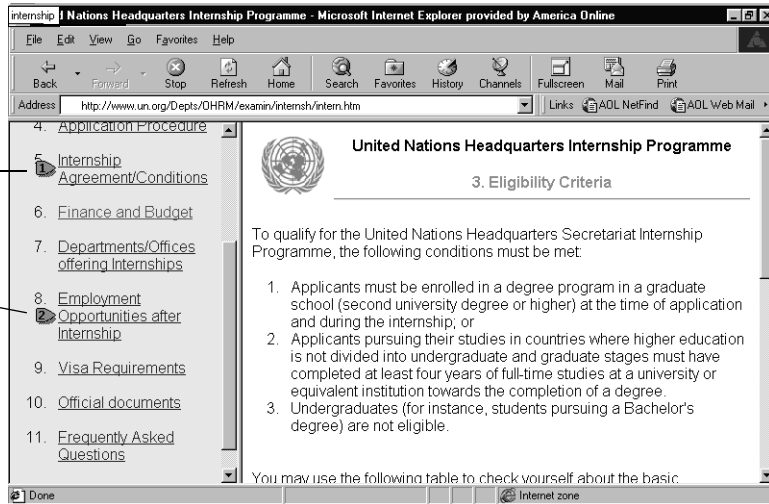 internship
d Nations Headquarters Internship Programme - Microsoft Internet Explorer provided by America Online
File Edit View Go Favorites Help
Back Forward Stop Refresh Home Search Favorites History Channels Fullscreen Mail Print
Address http://www.un.org/Depts/OHRM/examin/internsh/intern.htm Links AOL NetFind AOL Web Mail
4. Application Procedure
5. Internship
1
Agreement/Conditions
6. Finance and Budget
7. Departments/Offices
offering Internships
8. Employment
2 Opportunities after
Internship
9. Visa Requirements
10. Official documents
11. Frequently Asked
Questions
United Nations Headquarters Internship Programme
3. Eligibility Criteria
To qualify for the United Nations Headquarters Secretariat Internship
Programme, the following conditions must be met:
1. Applicants must be enrolled in a degree program in a graduate
school (second university degree or higher) at the time of application
and during the internship; or
2. Applicants pursuing their studies in countries where higher education
is not divided into undergraduate and graduate stages must have
completed at least four years of full-time studies at a university or
equivalent institution towards the completion of a degree.
3. Undergraduates (for instance, students pursuing a Bachelor's
degree) are not eligible.
You may use the following table to check yourself about the basic
Done Internet zone